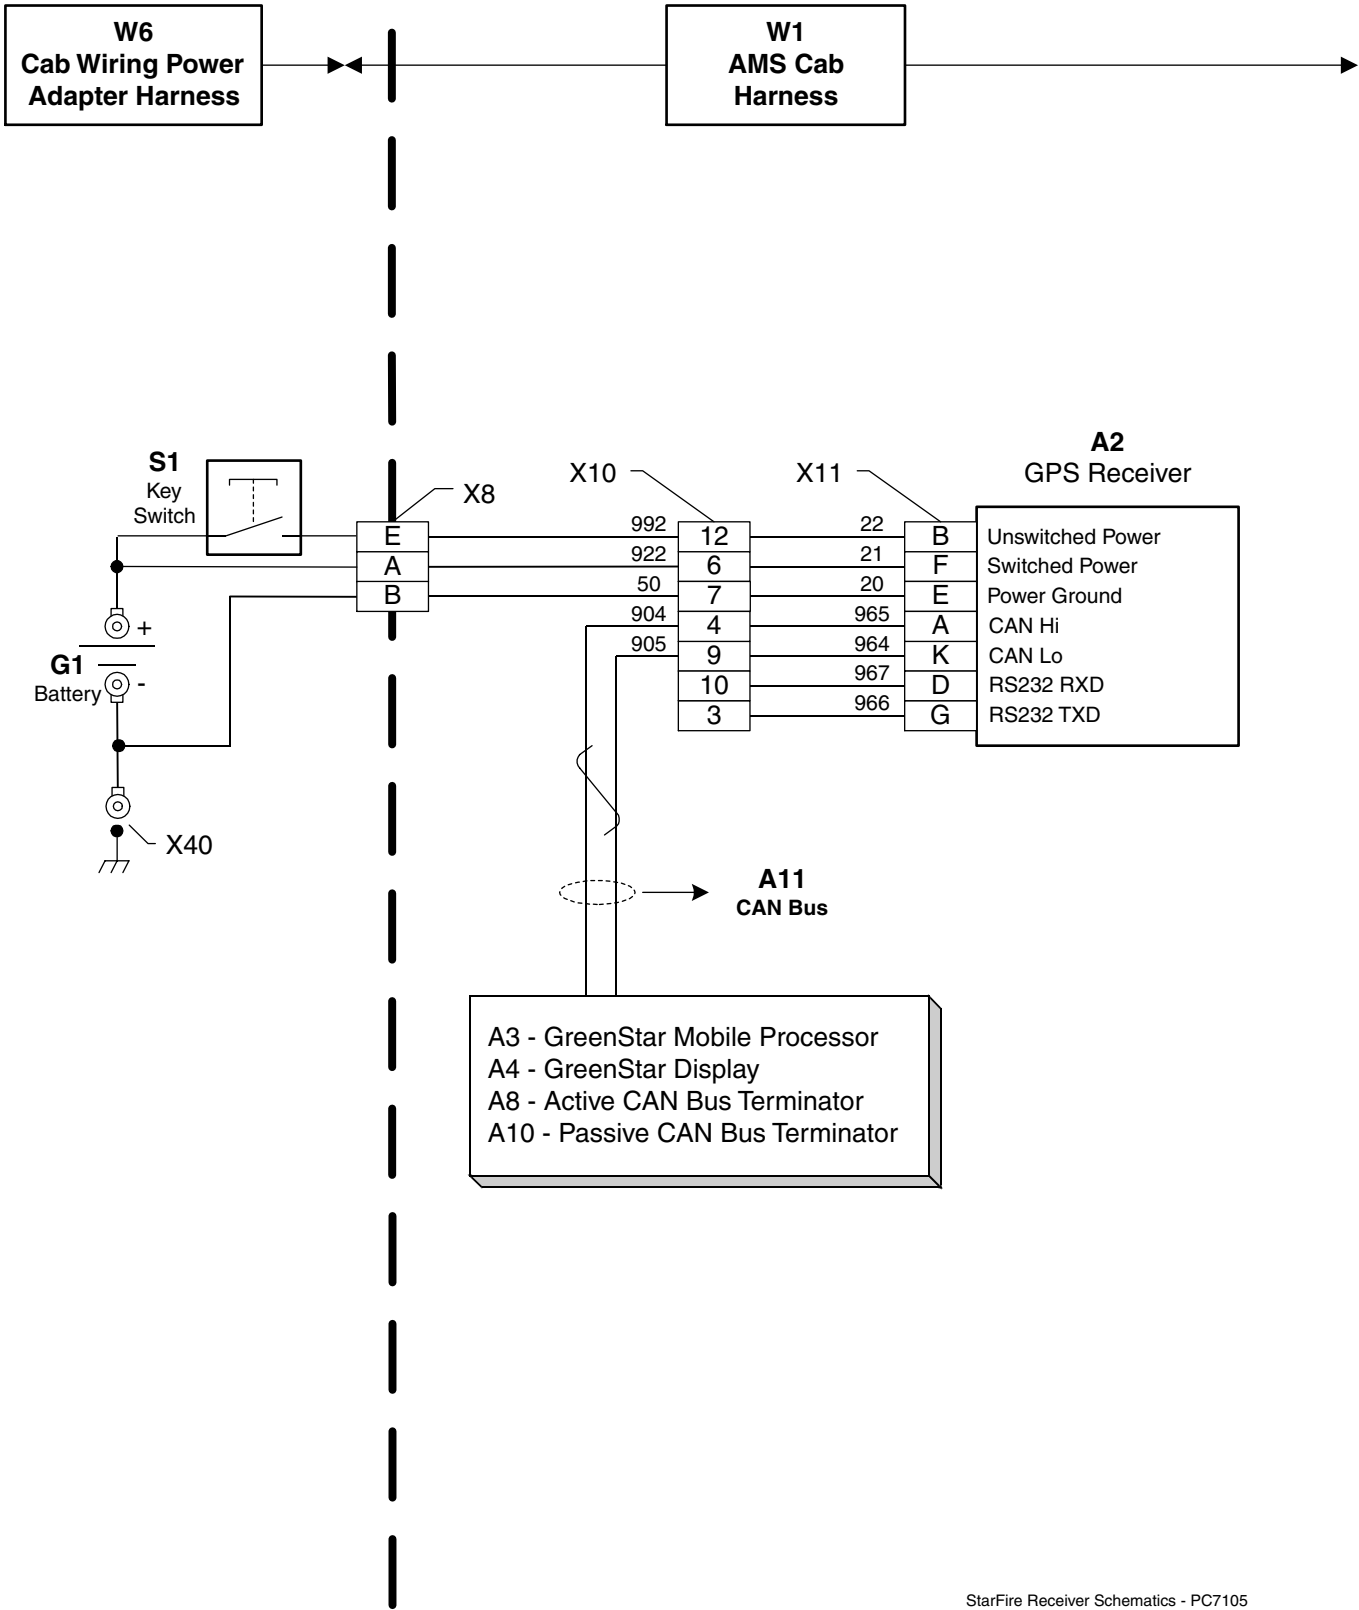 W6
Cab Wiring Power
Adapter Harness
W1
AMS Cab
Harness
S1
Key
Switch
X8
X10
X11
A2
GPS Receiver
E
992
12
22
B
Unswitched Power
A
922
6
21
F
Switched Power
B
50
7
20
E
Power Ground
904
4
965
A
CAN Hi
905
9
964
K
CAN Lo
10
967
D
RS232 RXD
3
966
G
RS232 TXD
+
G1
Battery
-
X40
A11
CAN Bus
A3 - GreenStar Mobile Processor
A4 - GreenStar Display
A8 - Active CAN Bus Terminator
A10 - Passive CAN Bus Terminator
StarFire Receiver Schematics - PC7105